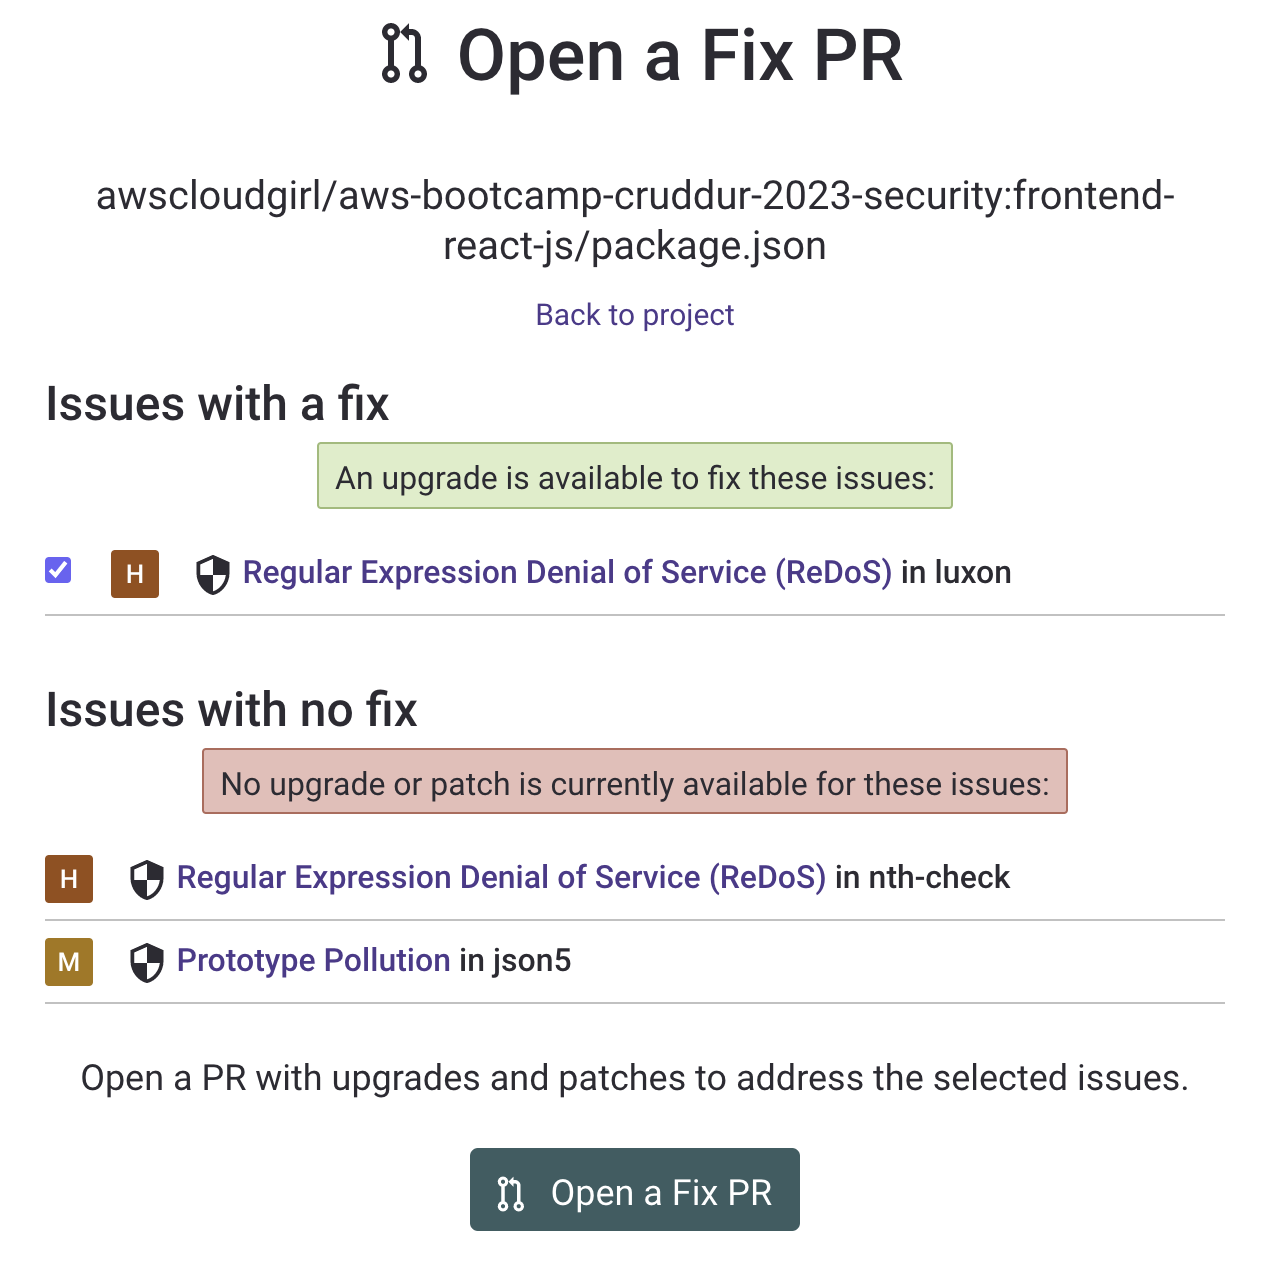 Open a Fix PR
awscloudgirl/aws-bootcamp-cruddur-2023-security:frontend-
react-js/package.json
Back to project
Issues with a fix
An upgrade is available to fix these issues:
H Regular Expression Denial of Service (ReDoS) in luxon
Issues with no fix
No upgrade or patch is currently available for these issues:
H Regular Expression Denial of Service (ReDoS) in nth-check
M Prototype Pollution in json5
Open a PR with upgrades and patches to address the selected issues.
Open a Fix PR